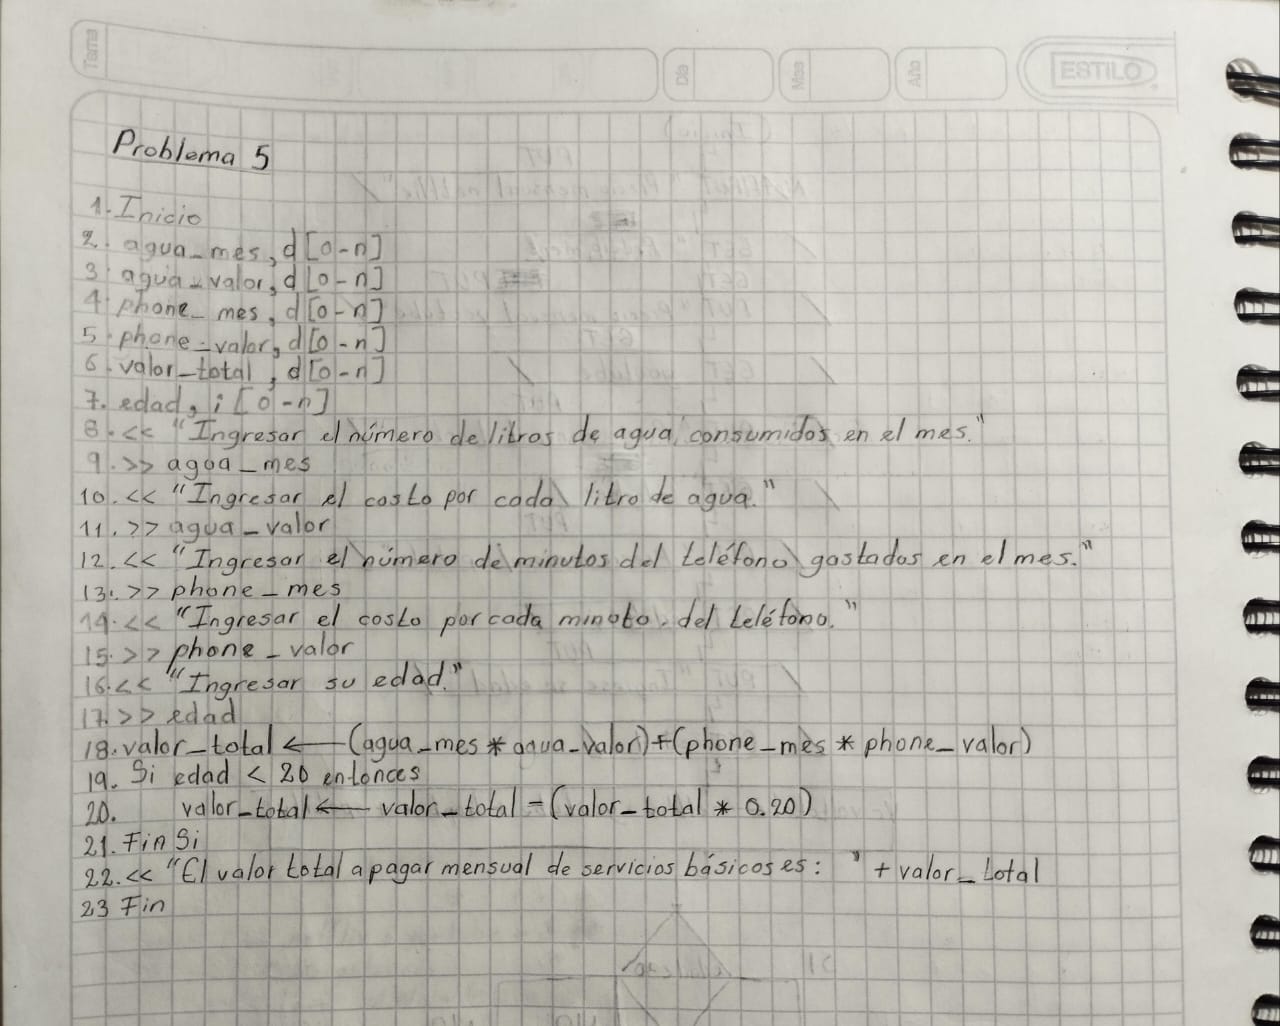 Tema
Día
Mes
Año
ESTILO
Problema 5
1. Inicio
2. agua_mes, d [0-n]
3. agua_valor, d [0-n]
4. phone_mes, d [0-n]
5. phone_valor, d [0-n]
6. valor_total, d [0-n]
7. edad, i [0-n]
8. << "Ingresar el número de litros de agua consumidos en el mes."
9. >> agua_mes
10. << "Ingresar el costo por cada litro de agua."
11. >> agua_valor
12. << "Ingresar el número de minutos del teléfono gastados en el mes."
13. >> phone_mes
14. << "Ingresar el costo por cada minuto del teléfono."
15. >> phone_valor
16. << "Ingresar su edad."
17. >> edad
18. valor_total ← (agua_mes * agua_valor) + (phone_mes * phone_valor)
19. Si edad < 20 entonces
20. valor_total ← valor_total - (valor_total * 0.20)
21. Fin Si
22. << "El valor total a pagar mensual de servicios básicos es: " + valor_total
23 Fin